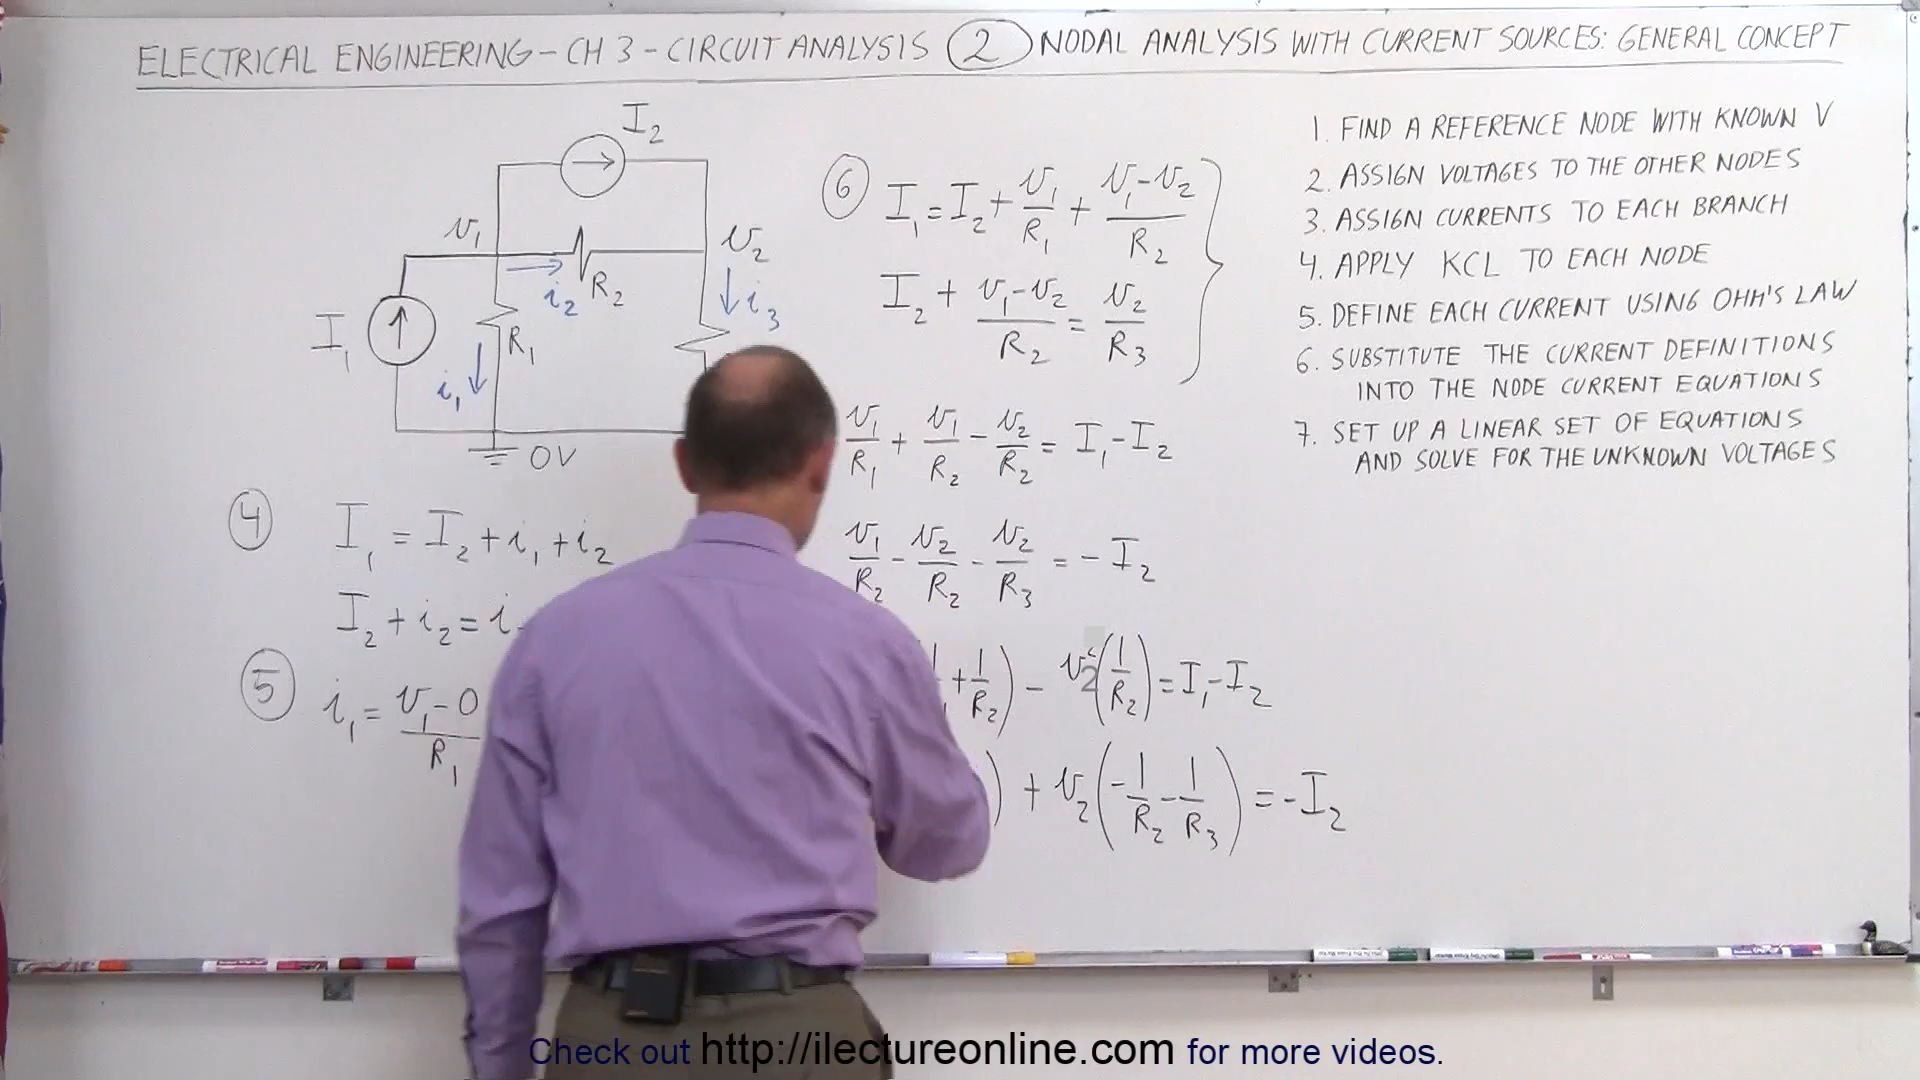 ELECTRICAL ENGINEERING – CH 3 – CIRCUIT ANALYSIS ② NODAL ANALYSIS WITH CURRENT SOURCES: GENERAL CONCEPT
I₂
v₁
v₂
i₂
R₂
i₃
I₁
R₁
i₁
0V
④ I₁ = I₂ + i₁ + i₂
I₂ + i₂ = i
⑤ i₁ = (v₁ – 0)/R₁
⑥ I₁ = I₂ + v₁/R₁ + (v₁ – v₂)/R₂
I₂ + (v₁ – v₂)/R₂ = v₂/R₃
v₁/R₁ + v₁/R₂ – v₂/R₂ = I₁ – I₂
v₁/R₂ – v₂/R₂ – v₂/R₃ = – I₂
+ 1/R₂) – v₂(1/R₂) = I₁ – I₂
) + v₂(–1/R₂ – 1/R₃) = –I₂
1. FIND A REFERENCE NODE WITH KNOWN V
2. ASSIGN VOLTAGES TO THE OTHER NODES
3. ASSIGN CURRENTS TO EACH BRANCH
4. APPLY KCL TO EACH NODE
5. DEFINE EACH CURRENT USING OHH'S LAW
6. SUBSTITUTE THE CURRENT DEFINITIONS
INTO THE NODE CURRENT EQUATIONS
7. SET UP A LINEAR SET OF EQUATIONS
AND SOLVE FOR THE UNKNOWN VOLTAGES
Check out http://ilectureonline.com for more videos.